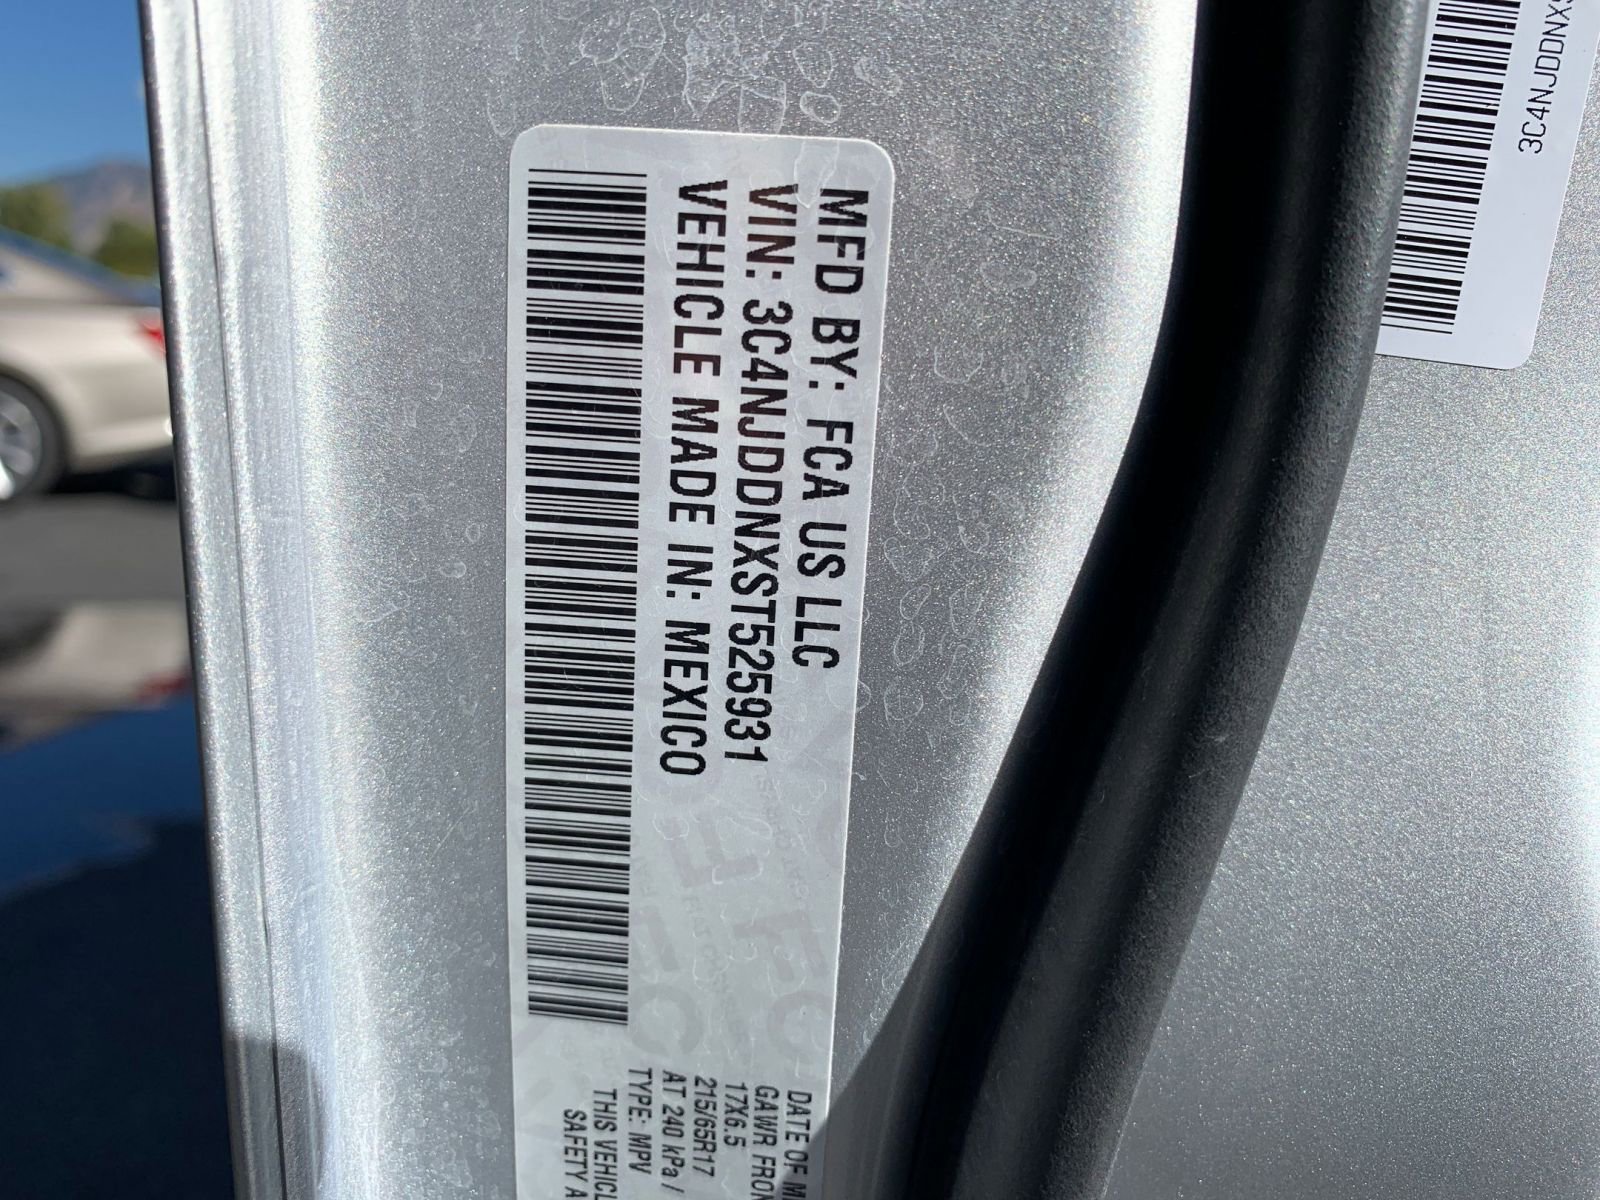 MFD BY: FCA US LLC
VIN: 3C4NJDDNXST525931
VEHICLE MADE IN: MEXICO
DATE OF M
GAWR FRON
17X6.5
215/65R17
AT 240 kPa /
TYPE: MPV
THIS VEHICL
SAFETY A
3C4NJDDNXS